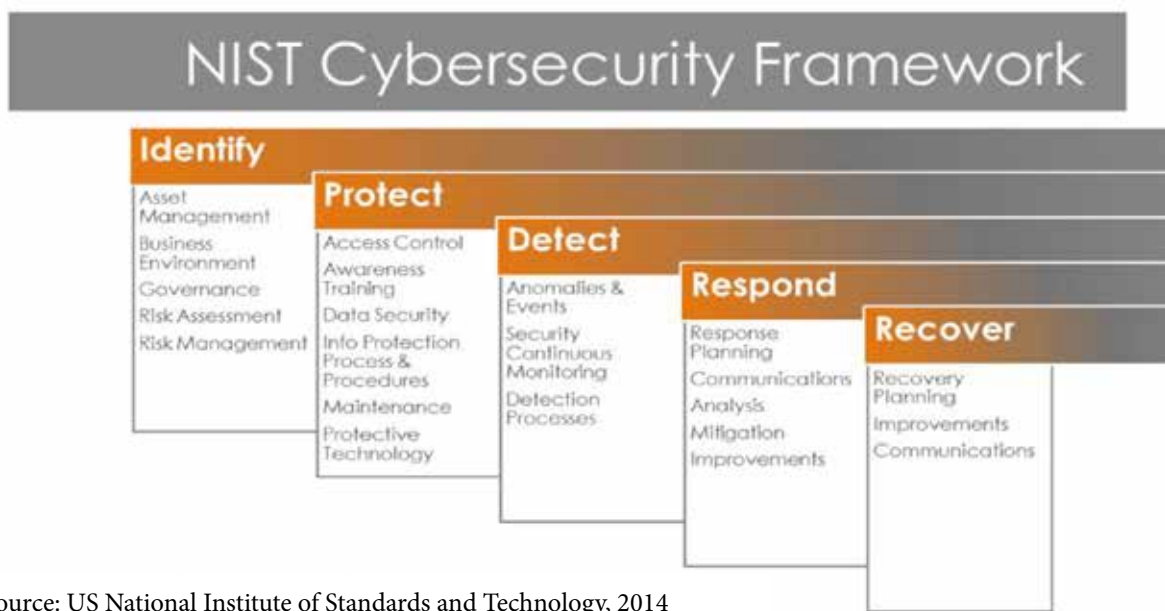 NIST Cybersecurity Framework
Identify
Asset
Management
Business
Environment
Governance
Risk Assessment
Risk Management
Protect
Access Control
Awareness
Training
Data Security
Info Protection
Process &
Procedures
Maintenance
Protective
Technology
Detect
Anomalies &
Events
Security
Continuous
Monitoring
Detection
Processes
Respond
Response
Planning
Communications
Analysis
Mitigation
Improvements
Recover
Recovery
Planning
Improvements
Communications
ource: US National Institute of Standards and Technology, 2014